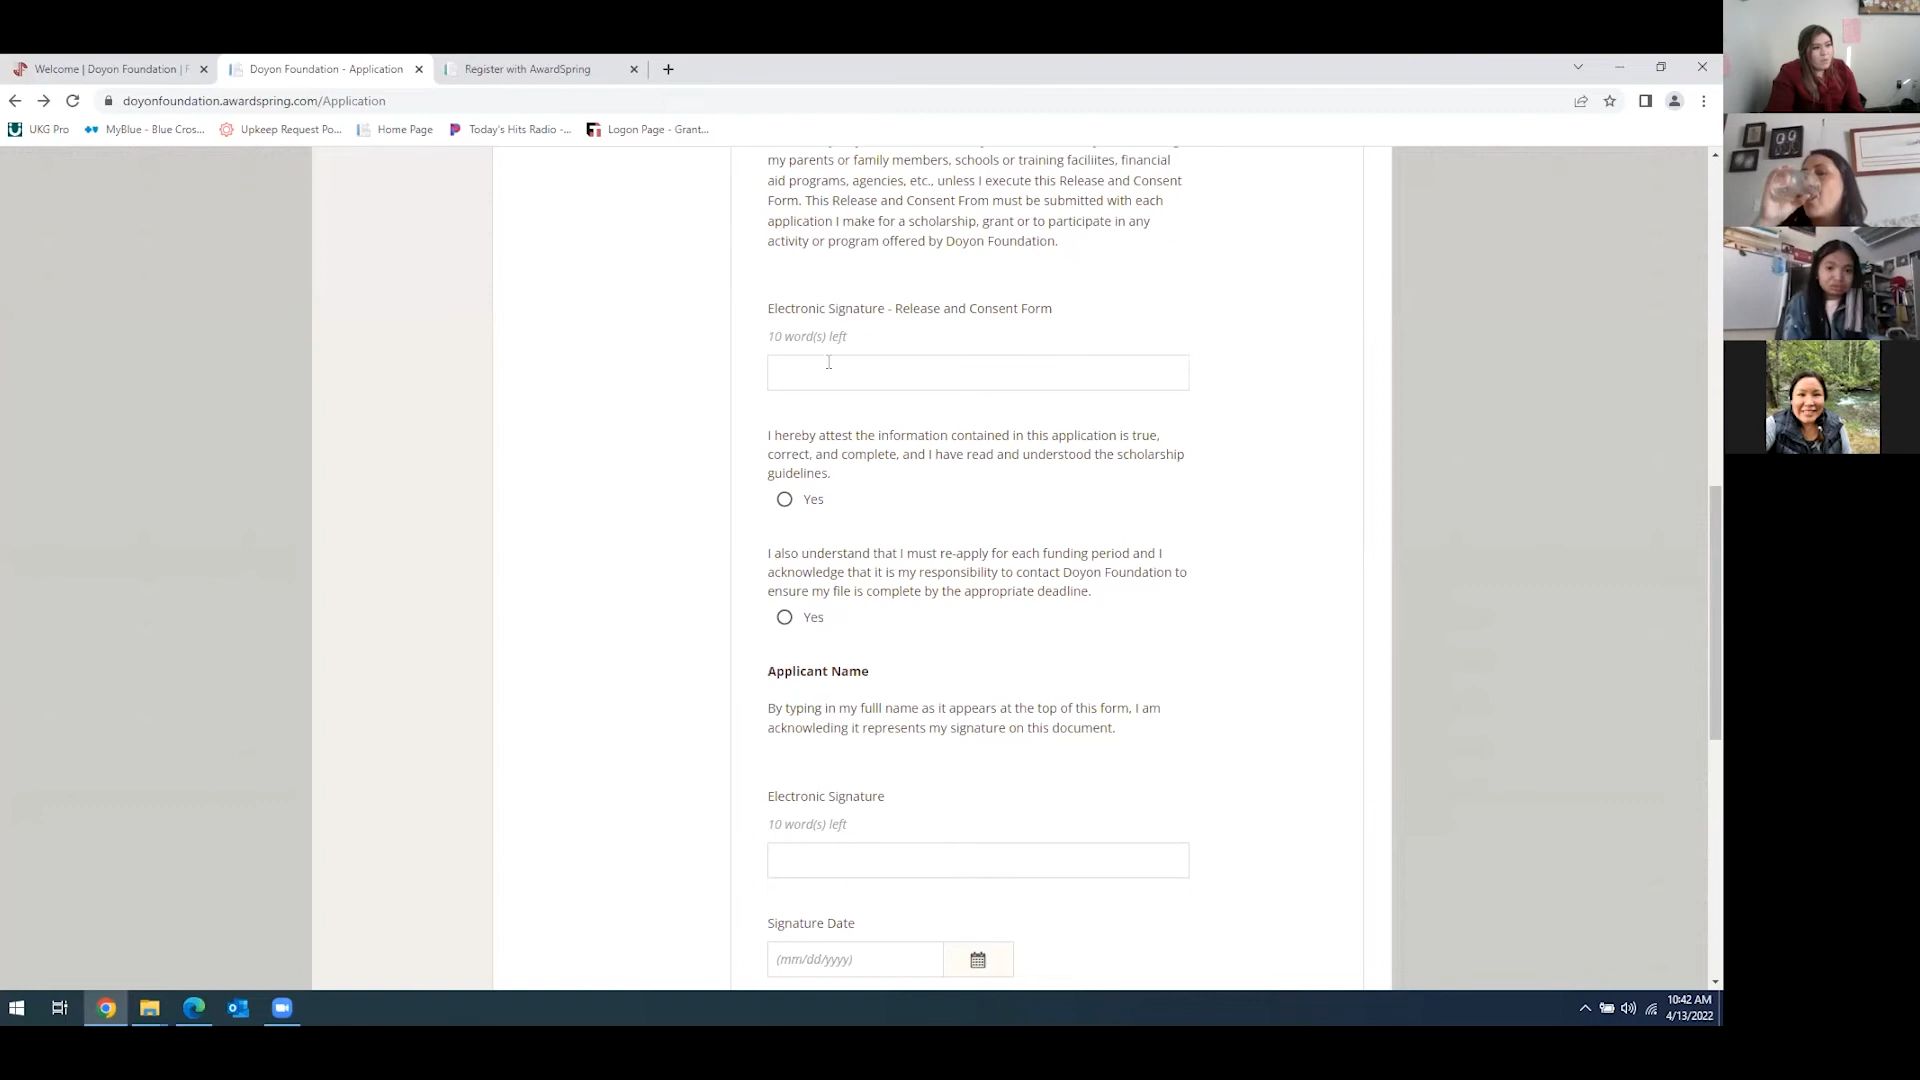 Welcome | Doyon Foundation | F
Doyon Foundation - Application
Register with AwardSpring
doyonfoundation.awardspring.com/Application
UKG Pro
MyBlue - Blue Cros...
Upkeep Request Po...
Home Page
Today's Hits Radio -...
Logon Page - Grant...
my parents or family members, schools or training faciliites, financial
aid programs, agencies, etc., unless I execute this Release and Consent
Form. This Release and Consent From must be submitted with each
application I make for a scholarship, grant or to participate in any
activity or program offered by Doyon Foundation.
Electronic Signature - Release and Consent Form
10 word(s) left
I hereby attest the information contained in this application is true,
correct, and complete, and I have read and understood the scholarship
guidelines.
Yes
I also understand that I must re-apply for each funding period and I
acknowledge that it is my responsibility to contact Doyon Foundation to
ensure my file is complete by the appropriate deadline.
Yes
Applicant Name
By typing in my fulll name as it appears at the top of this form, I am
acknowleding it represents my signature on this document.
Electronic Signature
10 word(s) left
Signature Date
(mm/dd/yyyy)
10:42 AM
4/13/2022